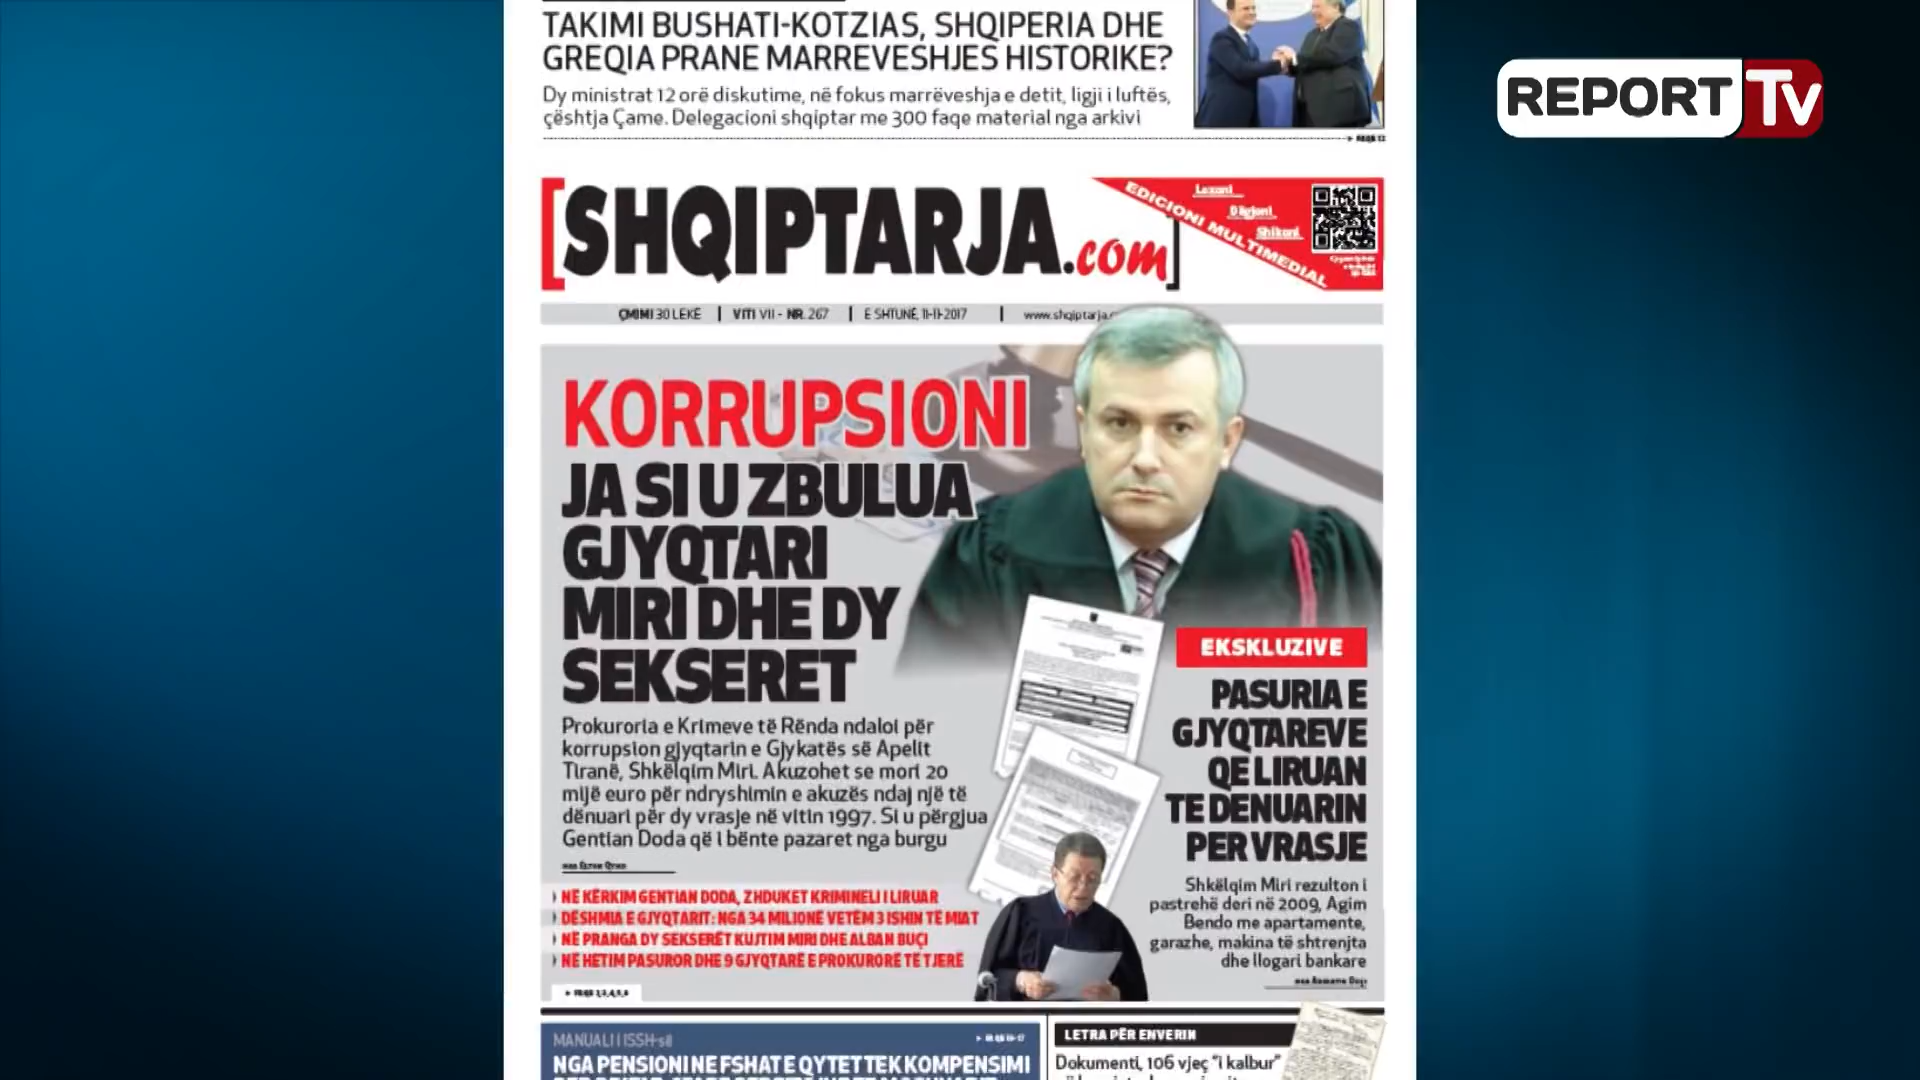 TAKIMI BUSHATI-KOTZIAS, SHQIPERIA DHE
GREQIA PRANE MARREVESHJES HISTORIKE?
Dy ministrat 12 orë diskutime, në fokus marrëveshja e detit, ligji i luftës,
çështja Çame. Delegacioni shqiptar me 300 faqe material nga arkivi
REPORT TV
[SHQIPTARJA.com]
EDICIONI MULTIMEDIAL
Lexoni
Dëgjoni
Shikoni
ÇMIMI 30 LEKË | VITI VII - NR. 267 | E SHTUNË, 11-11-2017 | www.shqiptarja.c
KORRUPSIONI
JA SI U ZBULUA
GJYQTARI
MIRI DHE DY
SEKSERET
Prokuroria e Krimeve të Rënda ndaloi për
korrupsion gjyqtarin e Gjykatës së Apelit
Tiranë, Shkëlqim Miri. Akuzohet se mori 20
mijë euro për ndryshimin e akuzës ndaj një të
dënuari për dy vrasje në vitin 1997. Si u përgjua
Gentian Doda që i bënte pazaret nga burgu
NË KËRKIM GENTIAN DODA, ZHDUKET KRIMINELI I LIRUAR
DËSHMIA E GJYQTARIT: NGA 34 MILIONË VETËM 3 ISHIN TË MIAT
NË PRANGA DY SEKSERËT KUJTIM MIRI DHE ALBAN BUÇI
NË HETIM PASUROR DHE 9 GJYQTARË E PROKURORË TË TJERË
EKSKLUZIVE
PASURIA E
GJYQTAREVE
QE LIRUAN
TE DENUARIN
PER VRASJE
Shkëlqim Miri rezulton i
pastrehë deri në 2009, Agim
Bendo me apartamente,
garazhe, makina të shtrenjta
dhe llogari bankare
MANUALI I ISSH-së
NGA PENSIONI NE FSHAT E QYTET TEK KOMPENSIMI
LETRA PËR ENVERIN
Dokumenti, 106 vjeç "i kalbur"